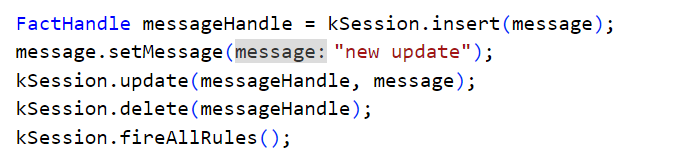 FactHandle messageHandle = kSession.insert(message);
message.setMessage(message: "new update");
kSession.update(messageHandle, message);
kSession.delete(messageHandle);
kSession.fireAllRules();